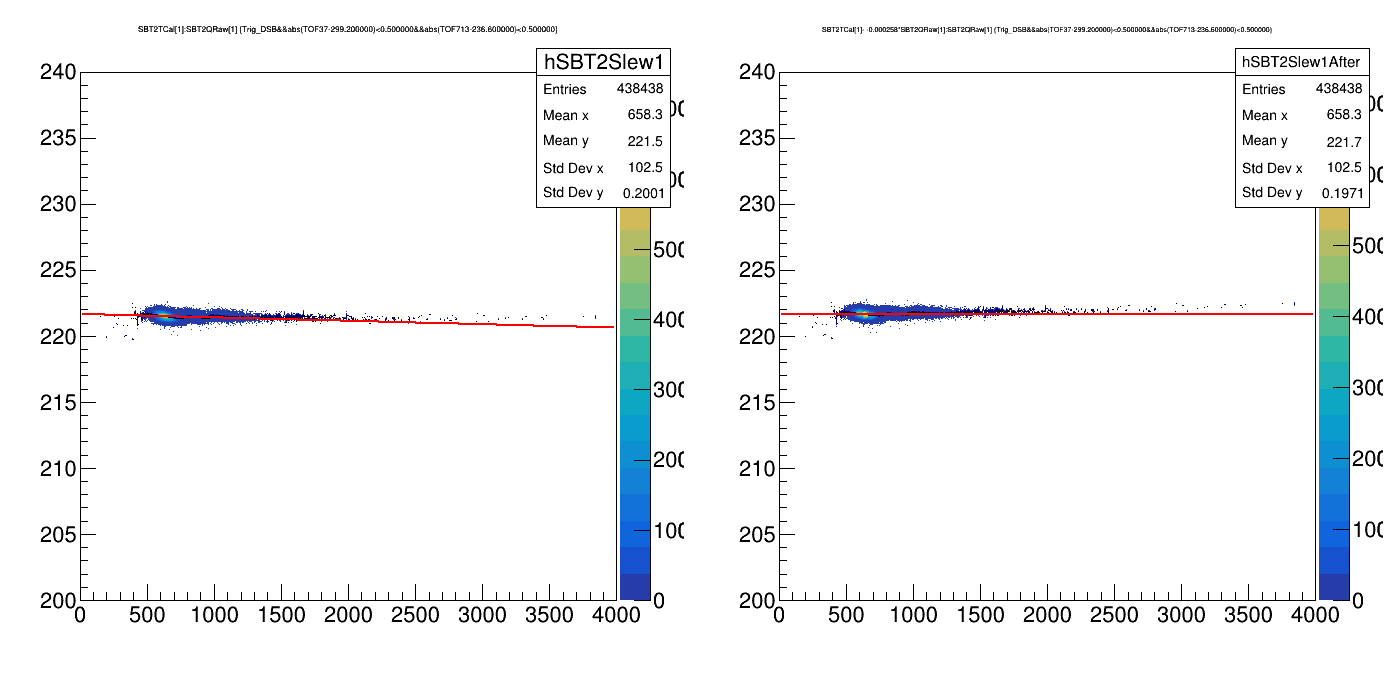 SBT2TCal[1]:SBT2QRaw[1] {Trig_DSB&&abs(TOF37-299.200000)<0.500000&&abs(TOF713-236.600000)<0.500000}
hSBT2Slew1
Entries 438438
Mean x 658.3
Mean y 221.5
Std Dev x 102.5
Std Dev y 0.2001
240
235
230
225
220
215
210
205
200
0 500 1000 1500 2000 2500 3000 3500 4000
500
400
300
200
100
0
SBT2TCal[1]- -0.000258*SBT2QRaw[1]:SBT2QRaw[1] {Trig_DSB&&abs(TOF37-299.200000)<0.500000&&abs(TOF713-236.600000)<0.500000}
hSBT2Slew1After
Entries 438438
Mean x 658.3
Mean y 221.7
Std Dev x 102.5
Std Dev y 0.1971
240
235
230
225
220
215
210
205
200
0 500 1000 1500 2000 2500 3000 3500 4000
500
400
300
200
100
0